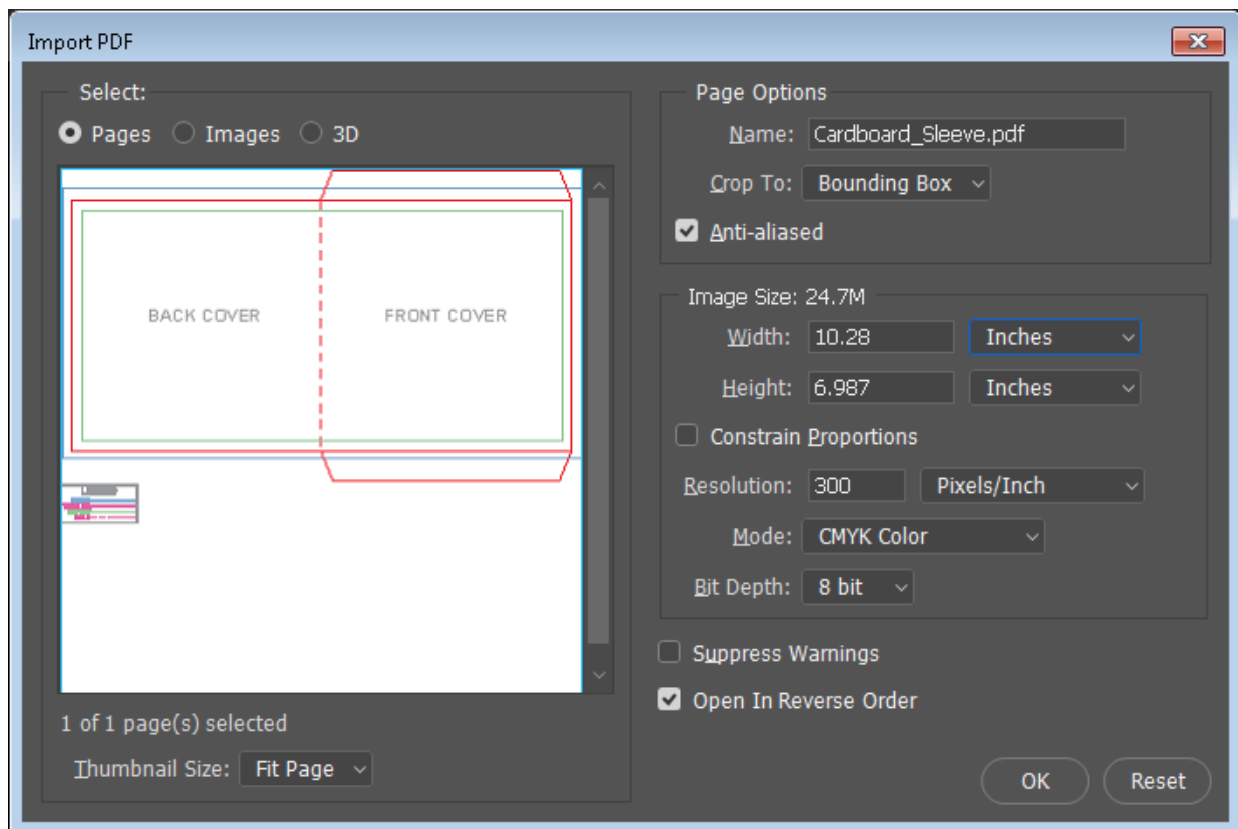 Import PDF
Select:
Pages Images 3D
BACK COVER FRONT COVER
1 of 1 page(s) selected
Thumbnail Size: Fit Page
Page Options
Name: Cardboard_Sleeve.pdf
Crop To: Bounding Box
Anti-aliased
Image Size: 24.7M
Width: 10.28 Inches
Height: 6.987 Inches
Constrain Proportions
Resolution: 300 Pixels/Inch
Mode: CMYK Color
Bit Depth: 8 bit
Suppress Warnings
Open In Reverse Order
OK Reset